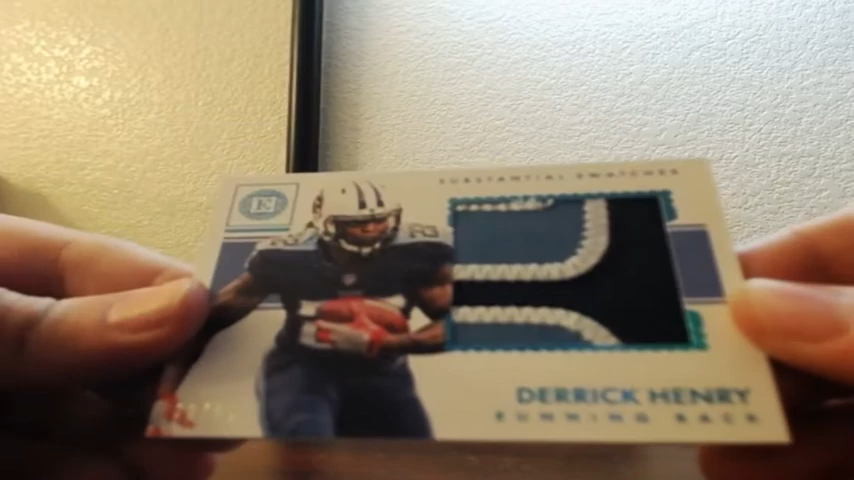 SUBSTANTIAL SWATCHES
E
DERRICK HENRY
RUNNING BACK